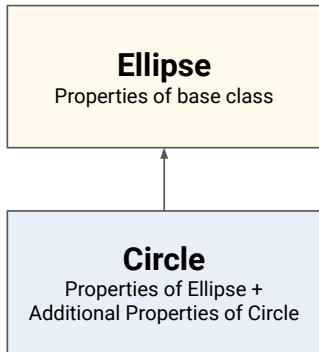 Ellipse
Properties of base class
Circle
Properties of Ellipse +
Additional Properties of Circle